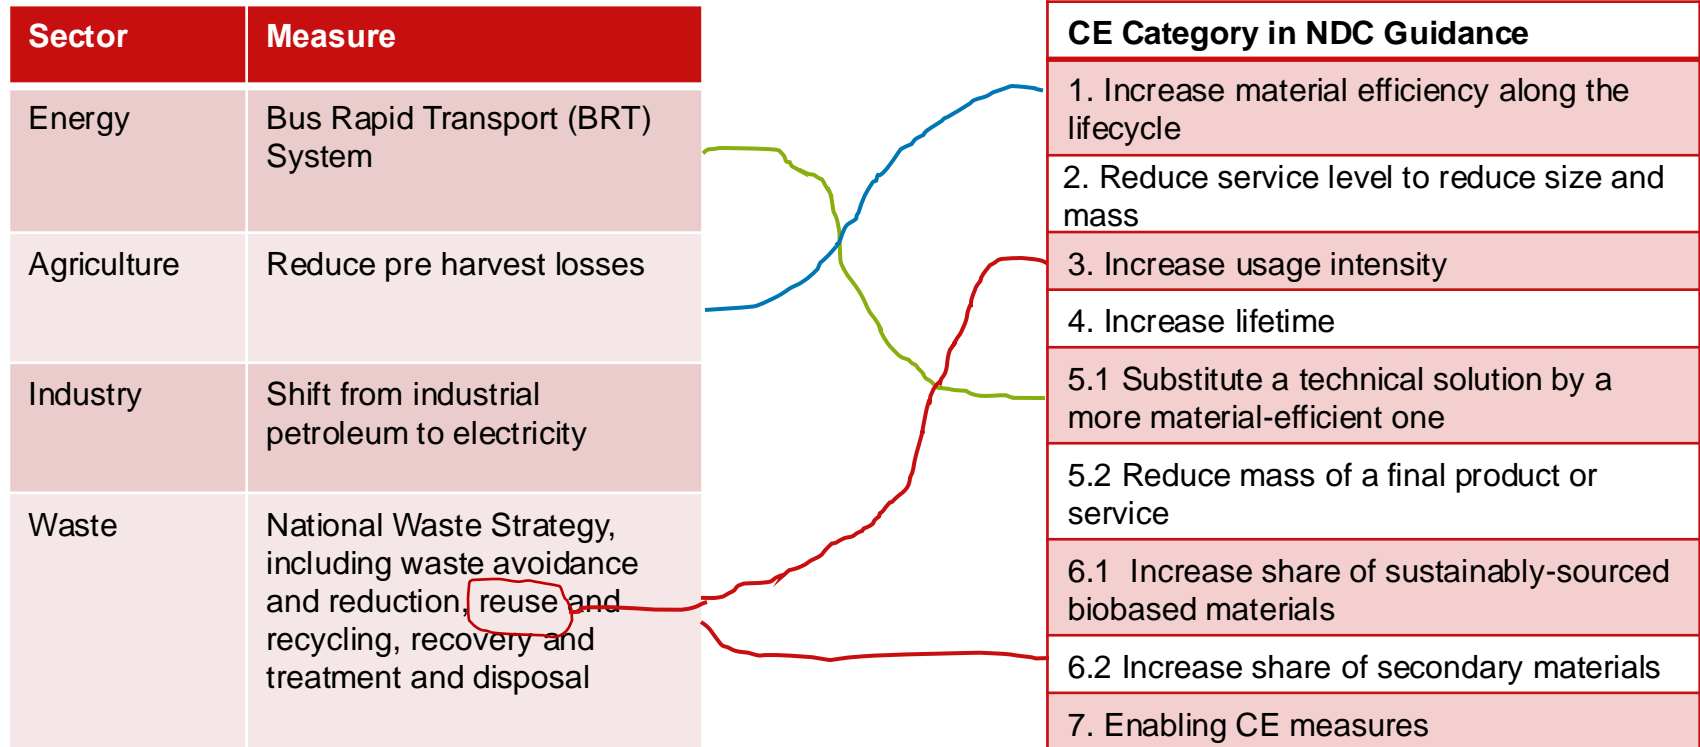 Sector Measure
Energy Bus Rapid Transport (BRT)
System
Agriculture Reduce pre harvest losses
Industry Shift from industrial
petroleum to electricity
Waste National Waste Strategy,
including waste avoidance
and reduction, reuse and
recycling, recovery and
treatment and disposal
CE Category in NDC Guidance
1. Increase material efficiency along the
lifecycle
2. Reduce service level to reduce size and
mass
3. Increase usage intensity
4. Increase lifetime
5.1 Substitute a technical solution by a
more material-efficient one
5.2 Reduce mass of a final product or
service
6.1 Increase share of sustainably-sourced
biobased materials
6.2 Increase share of secondary materials
7. Enabling CE measures